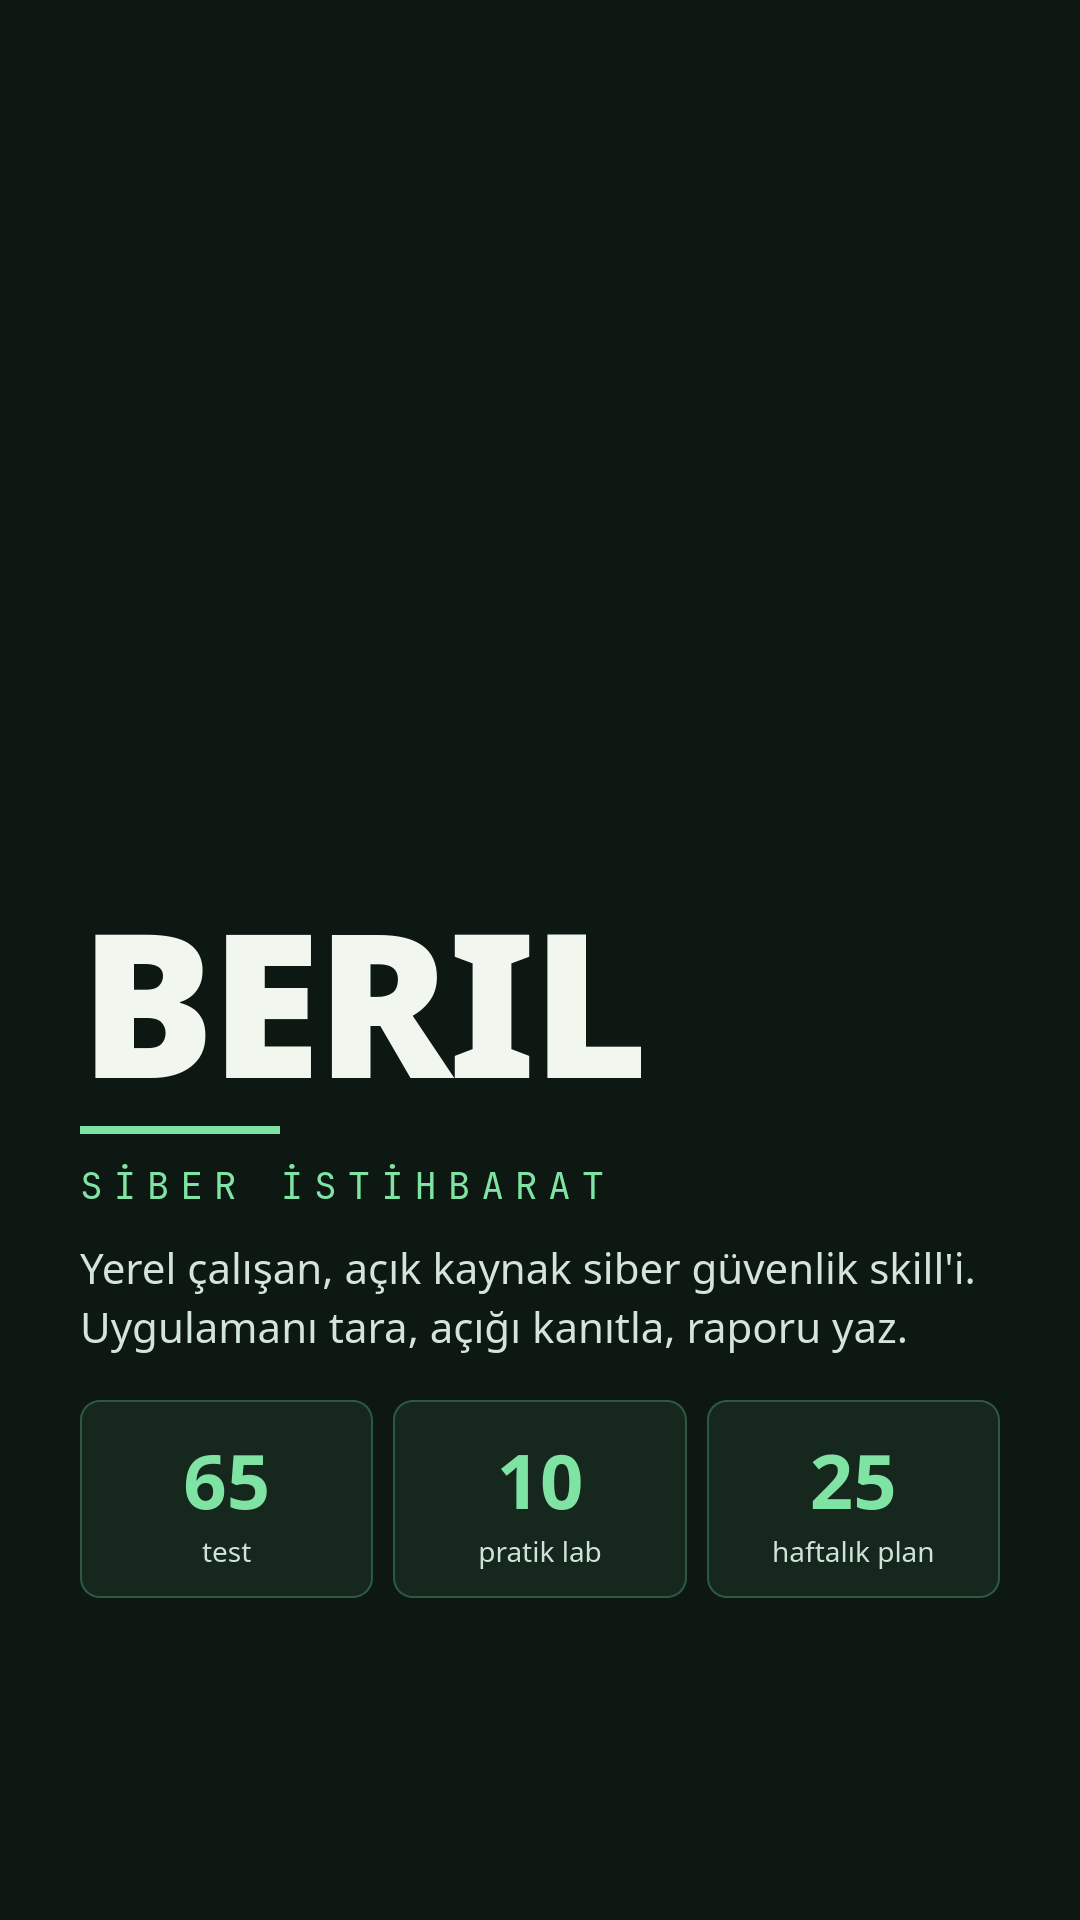 BERIL
SİBER İSTİHBARAT
Yerel çalışan, açık kaynak siber güvenlik skill'i.
Uygulamanı tara, açığı kanıtla, raporu yaz.
65
test
10
pratik lab
25
haftalık plan